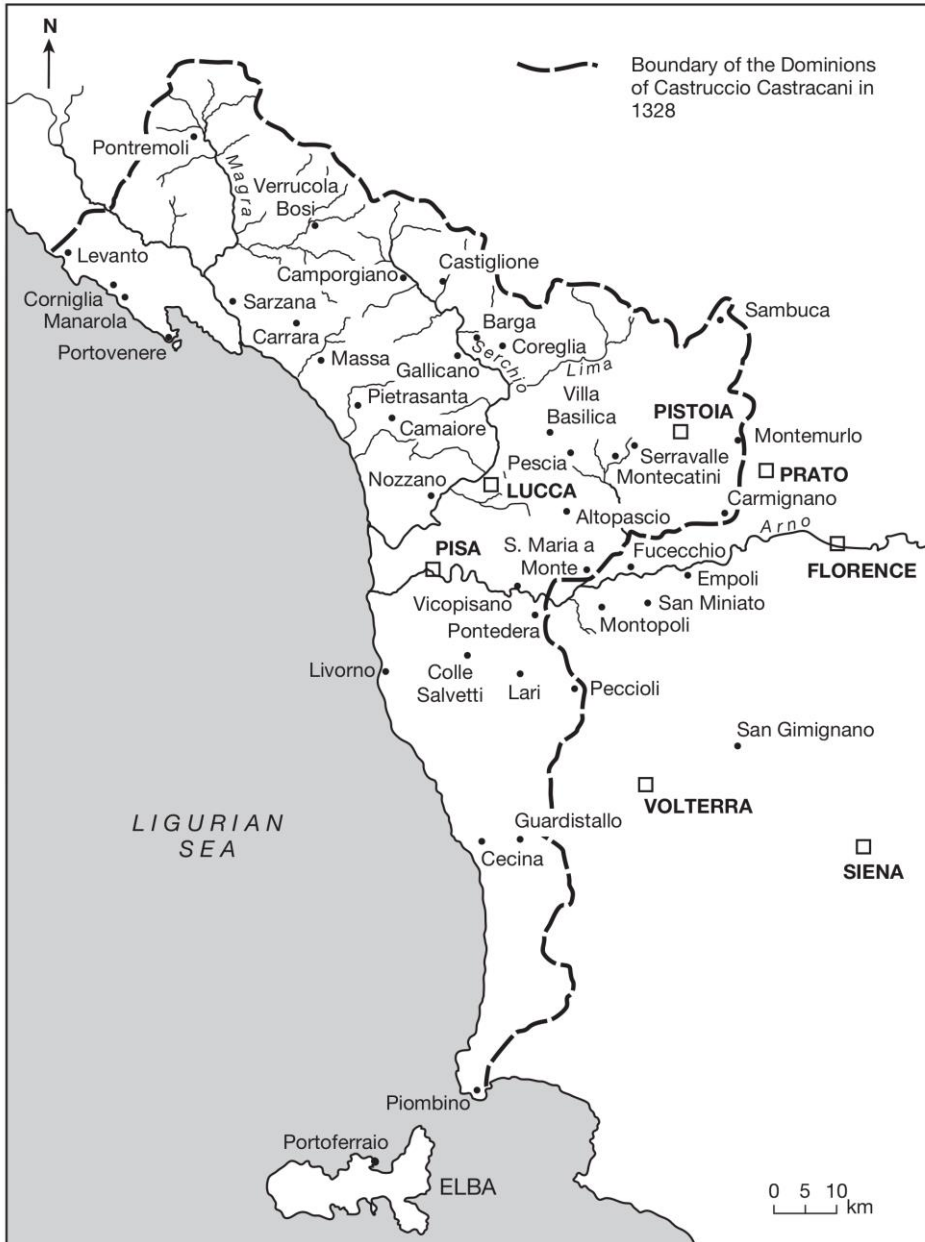 N
Boundary of the Dominions
of Castruccio Castracani in
1328
Pontremoli
Magra
Verrucola
Bosi
Levanto
Camporgiano
Castiglione
Corniglia
Manarola
Sarzana
Sambuca
Carrara
Barga
Portovenere
Massa
Serchio
Coreglia
Gallicano
Lima
Pietrasanta
Villa
Basilica
PISTOIA
Camaiore
Montemurlo
Pescia
Serravalle
Montecatini
PRATO
Nozzano
LUCCA
Carmignano
Altopascio
Arno
PISA
S. Maria a
Monte
Fucecchio
FLORENCE
Empoli
Vicopisano
San Miniato
Montopoli
Pontedera
Livorno
Colle
Salvetti
Lari
Peccioli
San Gimignano
VOLTERRA
LIGURIAN
SEA
Guardistallo
Cecina
SIENA
Piombino
Portoferraio
ELBA
0 5 10
km